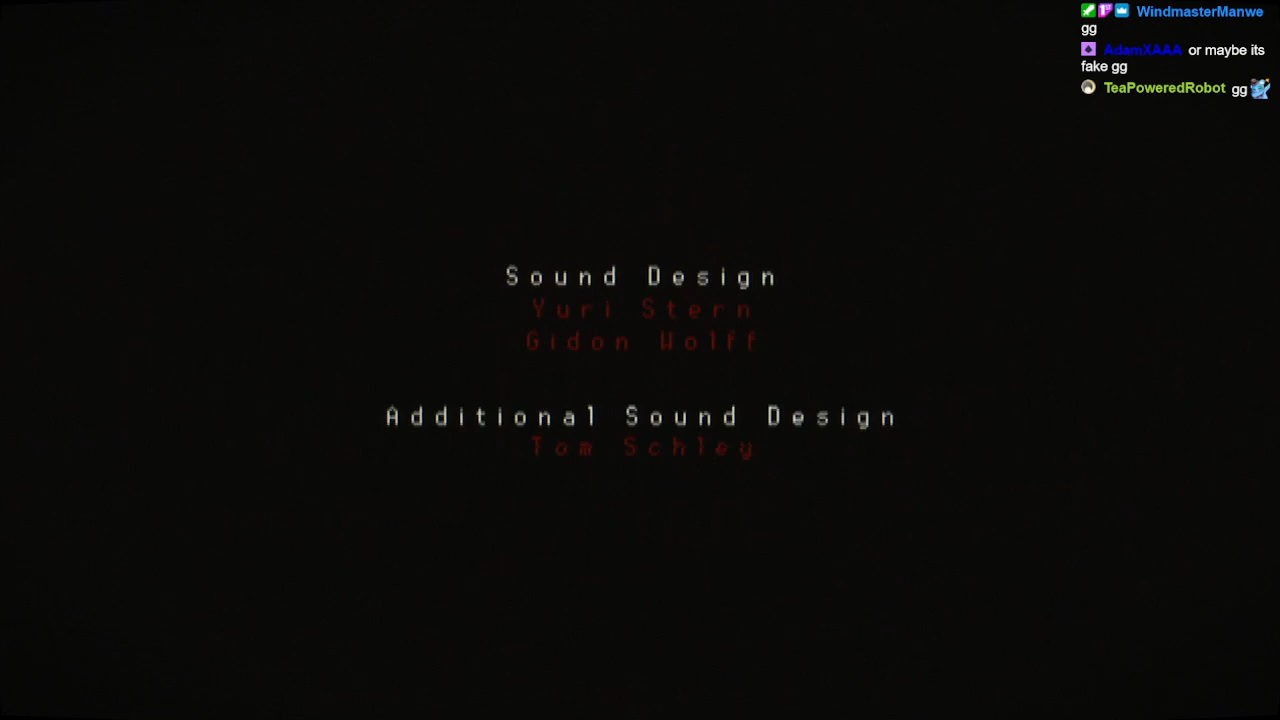 WindmasterManwe
gg
AdamXAAA or maybe its
fake gg
TeaPoweredRobot gg
Sound Design
Yuri Stern
Gidon Wolff
Additional Sound Design
Tom Schley